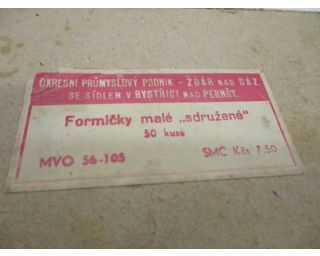 OKRESNÍ PRŮMYSLOVÝ PODNIK - ŽĎÁR NAD SÁZ
SE SÍDLEM V BYSTŘICI NAD PERNŠT.
Formičky malé „sdružené"
50 kusů
MVO 56-105 SMC Kčs 7.50